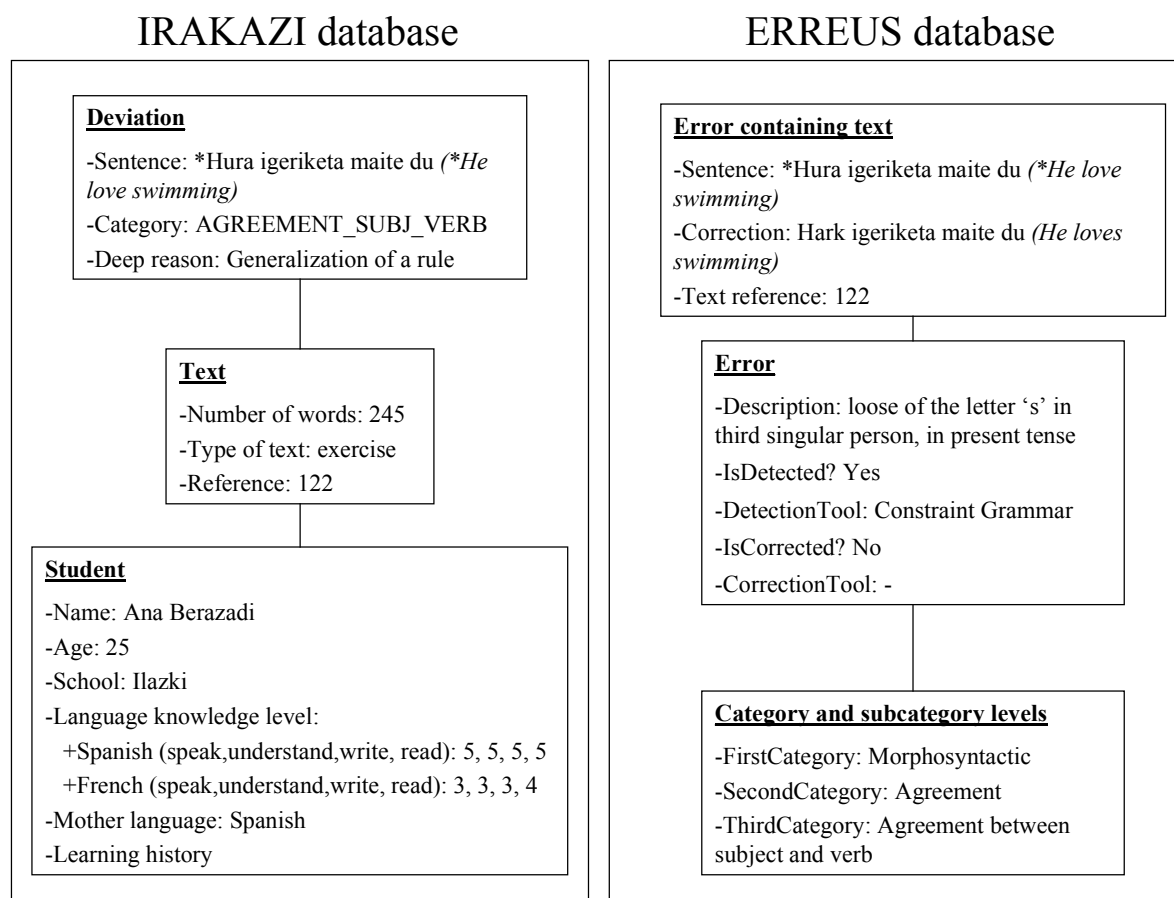 IRAKAZI database
Deviation
-Sentence: *Hura igeriketa maite du (*He
love swimming)
-Category: AGREEMENT_SUBJ_VERB
-Deep reason: Generalization of a rule
Text
-Number of words: 245
-Type of text: exercise
-Reference: 122
Student
-Name: Ana Berazadi
-Age: 25
-School: Ilazki
-Language knowledge level:
+Spanish (speak,understand,write, read): 5, 5, 5, 5
+French (speak,understand,write, read): 3, 3, 3, 4
-Mother language: Spanish
-Learning history
ERREUS database
Error containing text
-Sentence: *Hura igeriketa maite du (*He love
swimming)
-Correction: Hark igeriketa maite du (He loves
swimming)
-Text reference: 122
Error
-Description: loose of the letter ‘s’ in
third singular person, in present tense
-IsDetected? Yes
-DetectionTool: Constraint Grammar
-IsCorrected? No
-CorrectionTool: -
Category and subcategory levels
-FirstCategory: Morphosyntactic
-SecondCategory: Agreement
-ThirdCategory: Agreement between
subject and verb